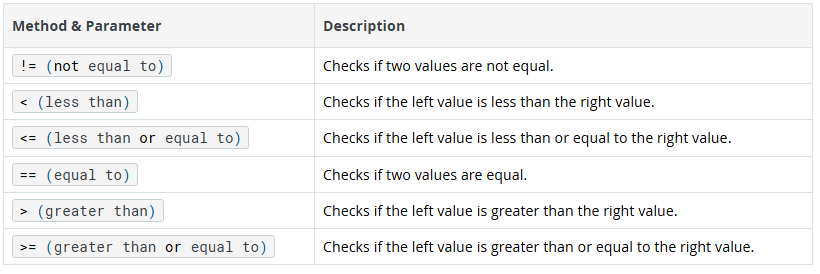 Method & Parameter Description
!= (not equal to) Checks if two values are not equal.
< (less than) Checks if the left value is less than the right value.
<= (less than or equal to) Checks if the left value is less than or equal to the right value.
== (equal to) Checks if two values are equal.
> (greater than) Checks if the left value is greater than the right value.
>= (greater than or equal to) Checks if the left value is greater than or equal to the right value.